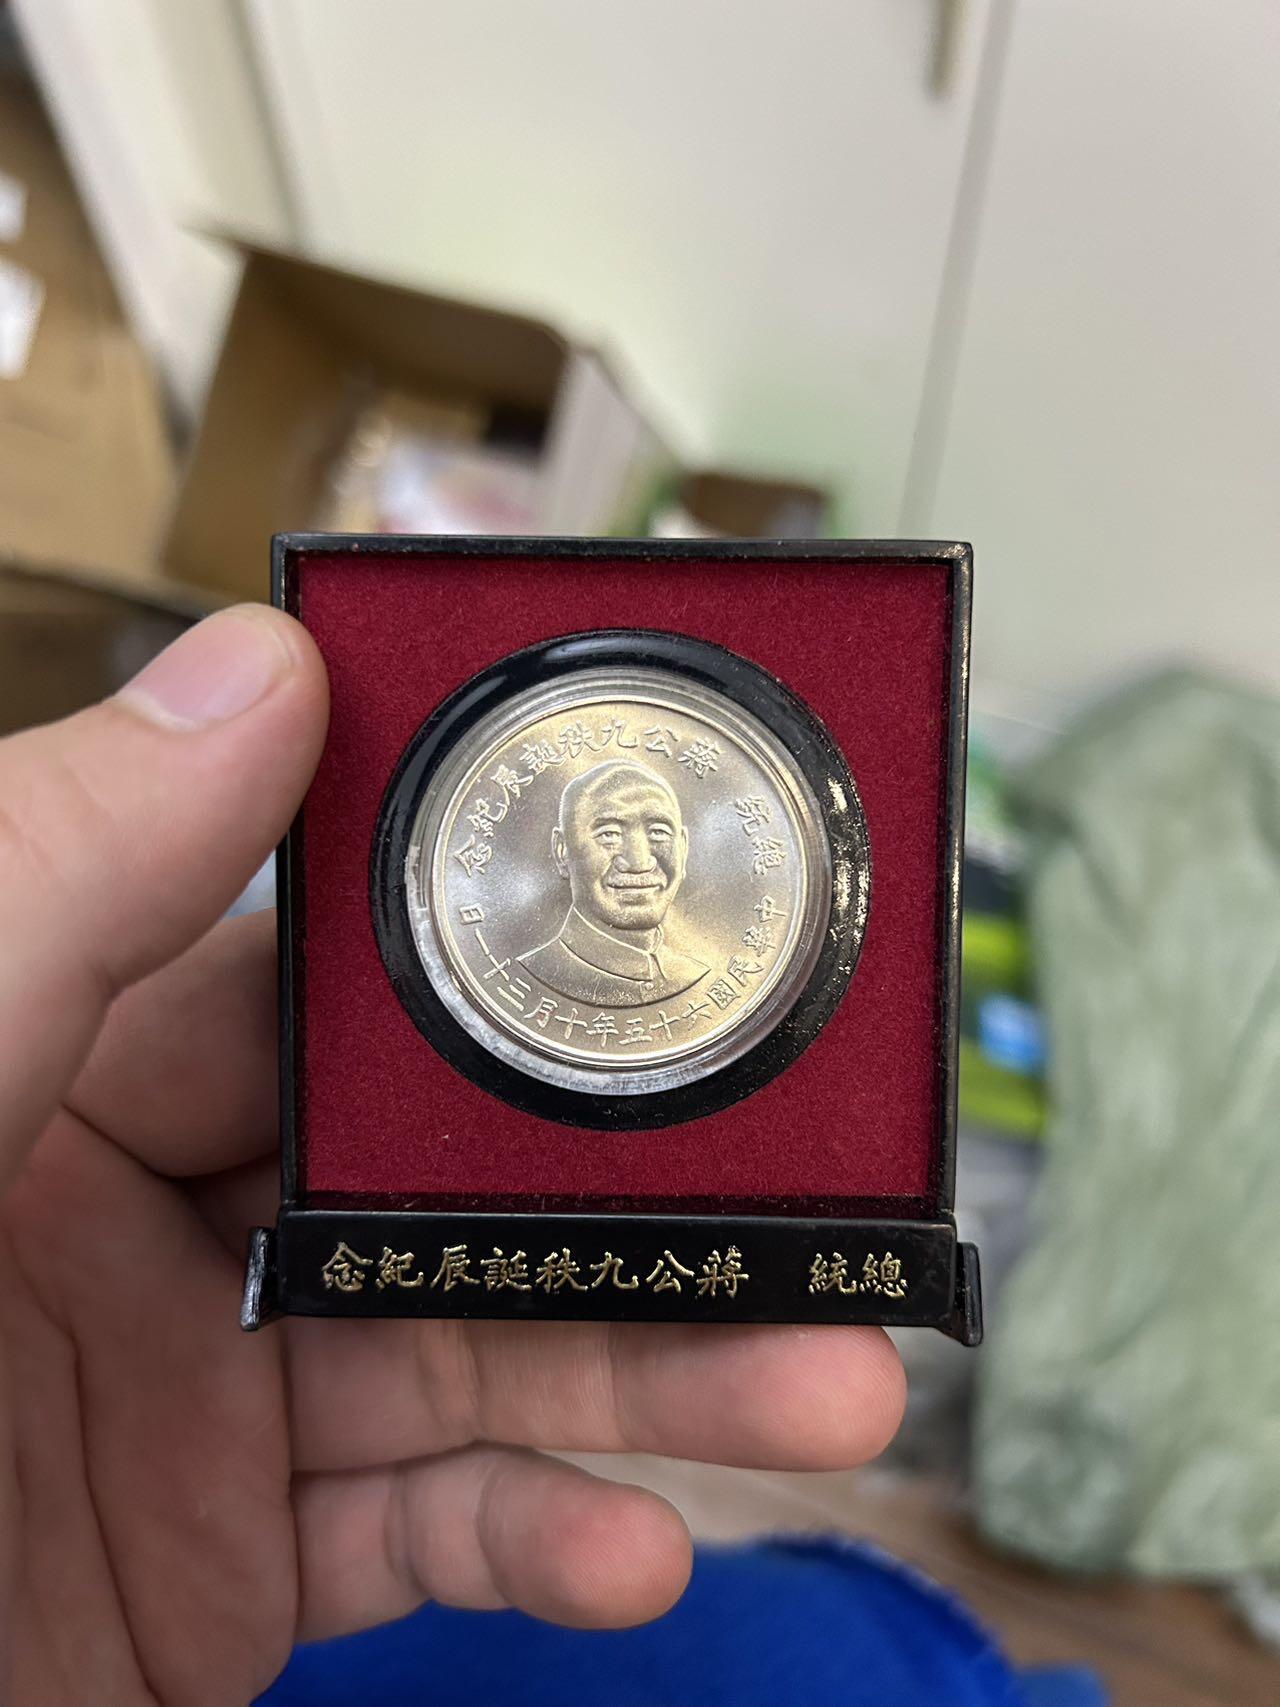 總統 蔣公九秩誕辰紀念
中華民國六十五年十月三十一日
總統 蔣公九秩誕辰紀念